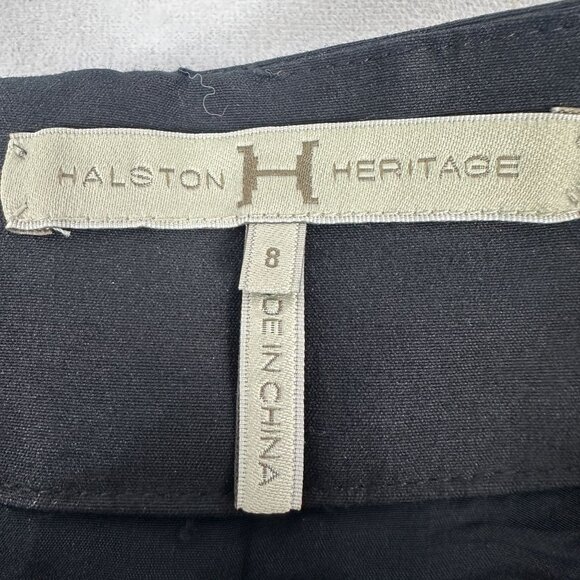 HALSTON H HERITAGE
8
DE IN CHINA